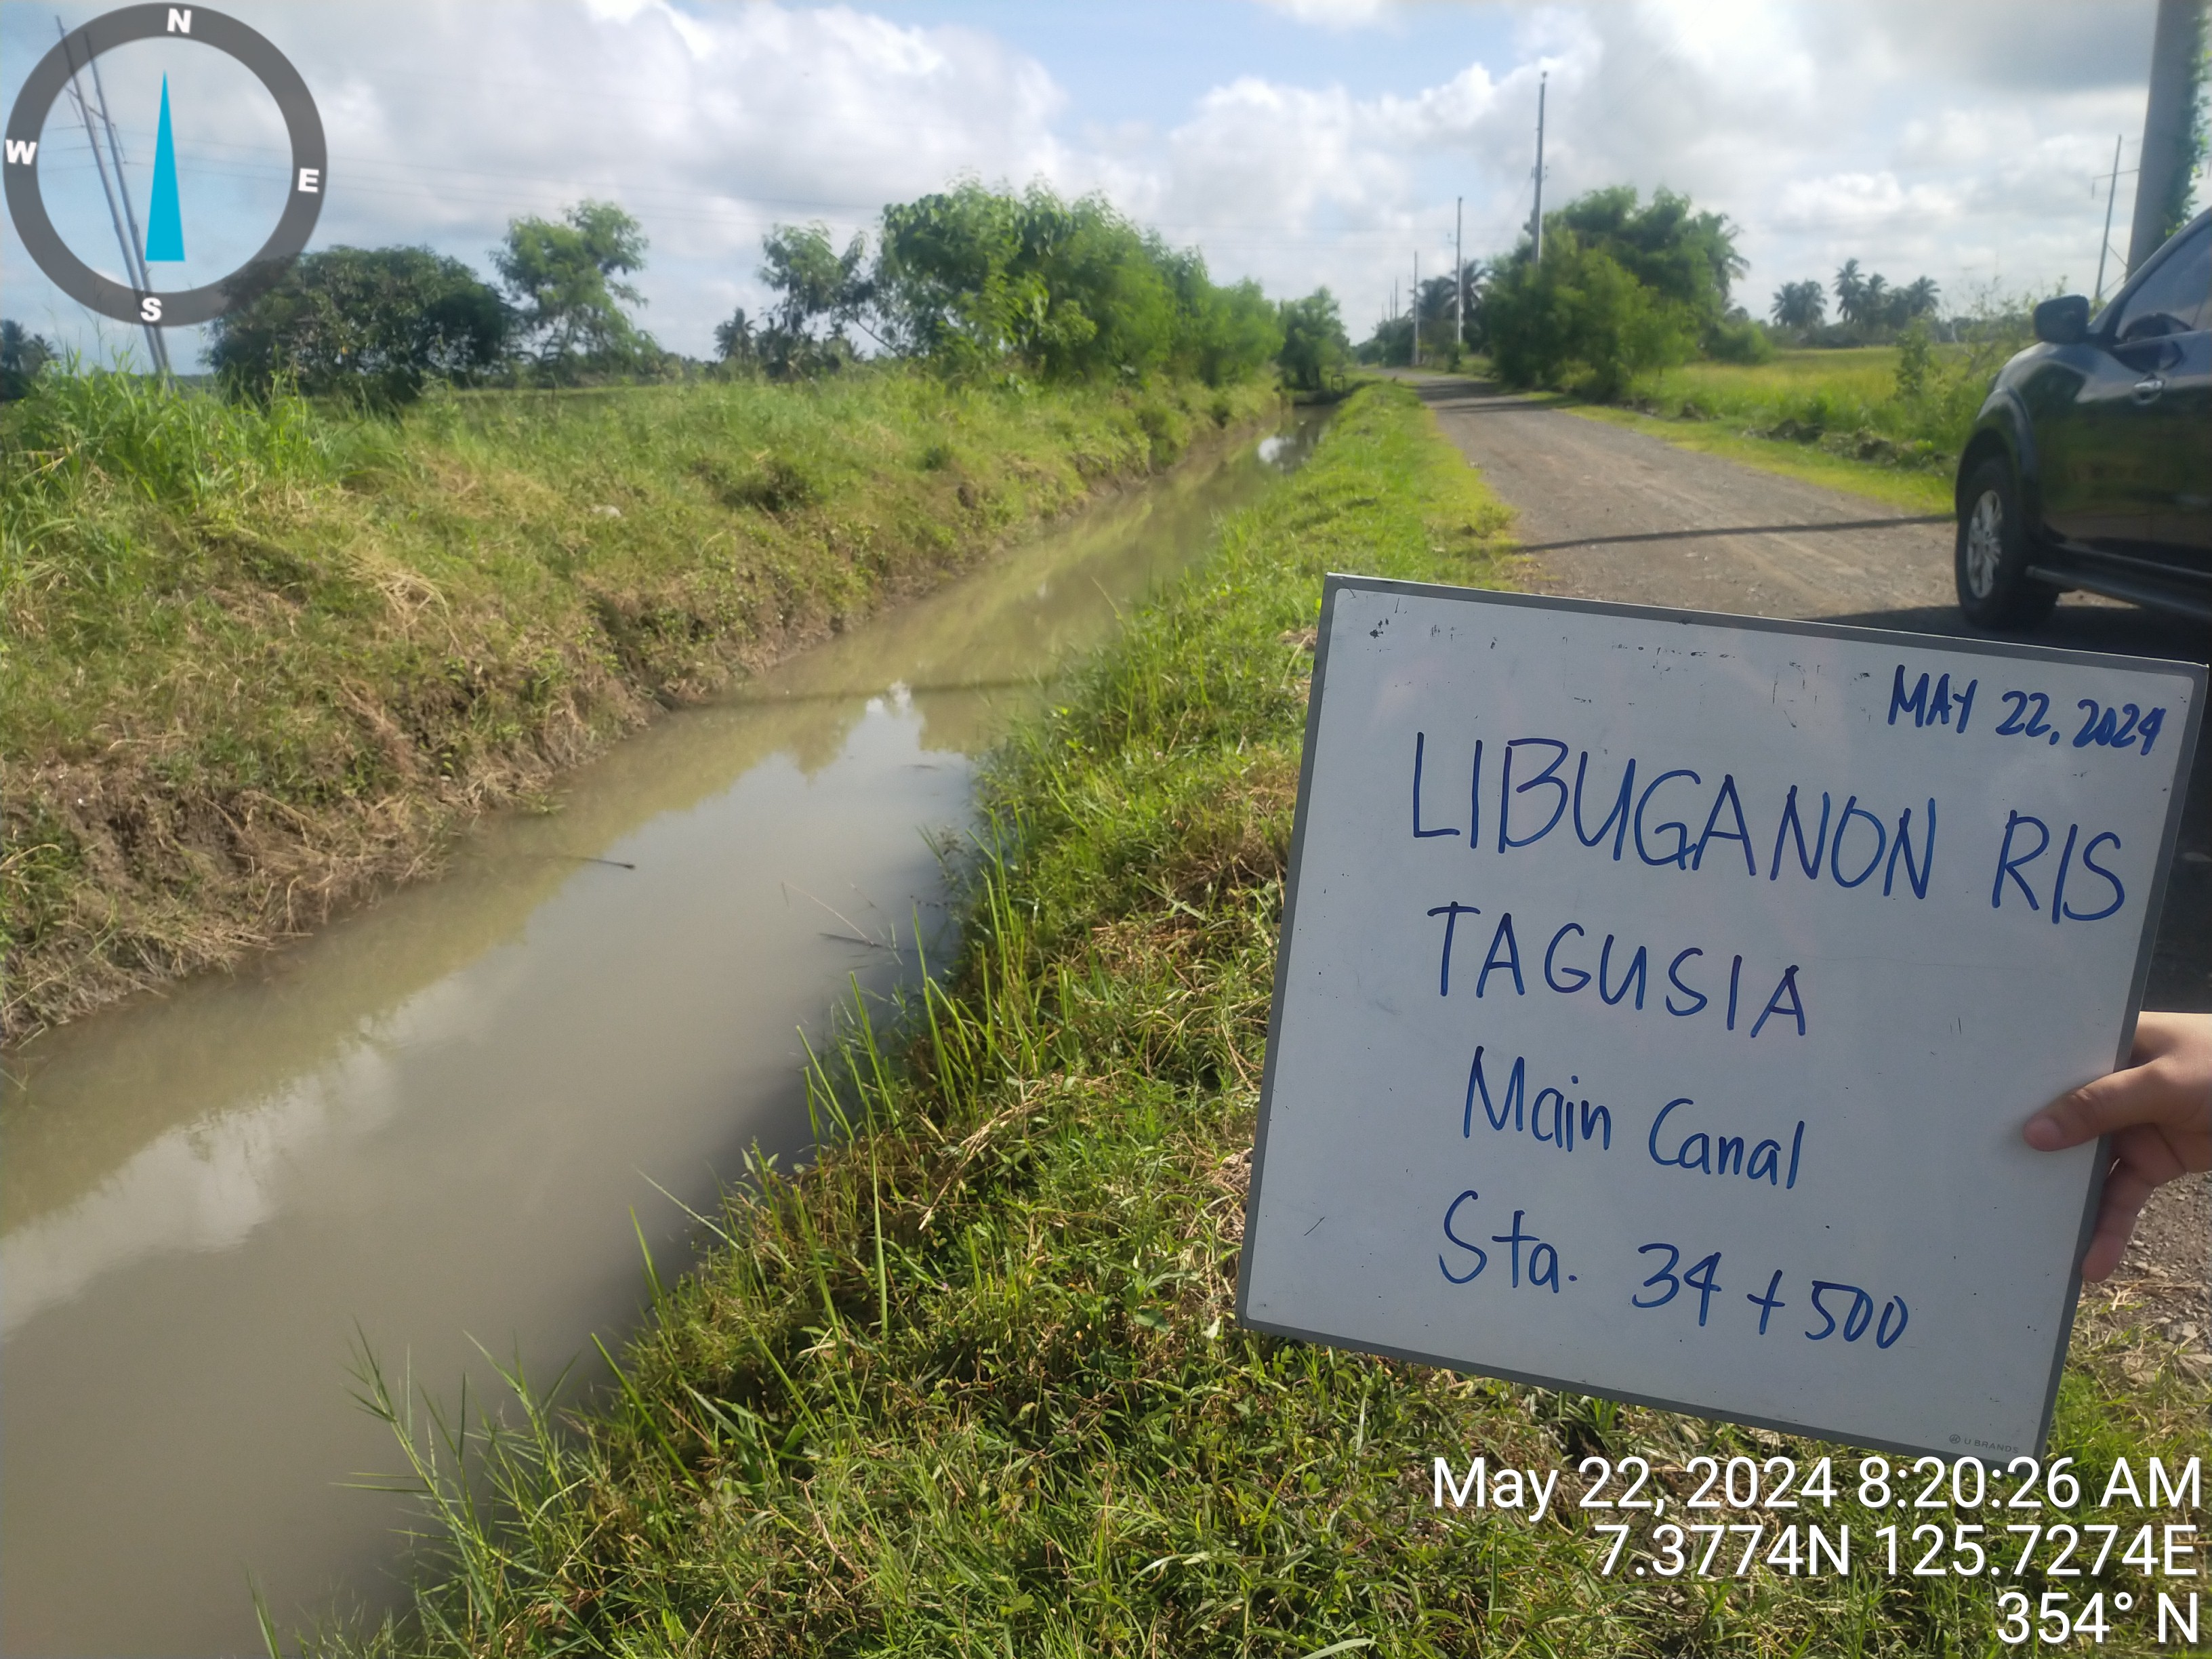 N
W
E
S
MAY 22, 2024
LIBUGANON RIS
TAGUSIA
Main Canal
Sta. 34 + 500
U BRANDS
May 22, 2024 8:20:26 AM
7.3774N 125.7274E
354° N